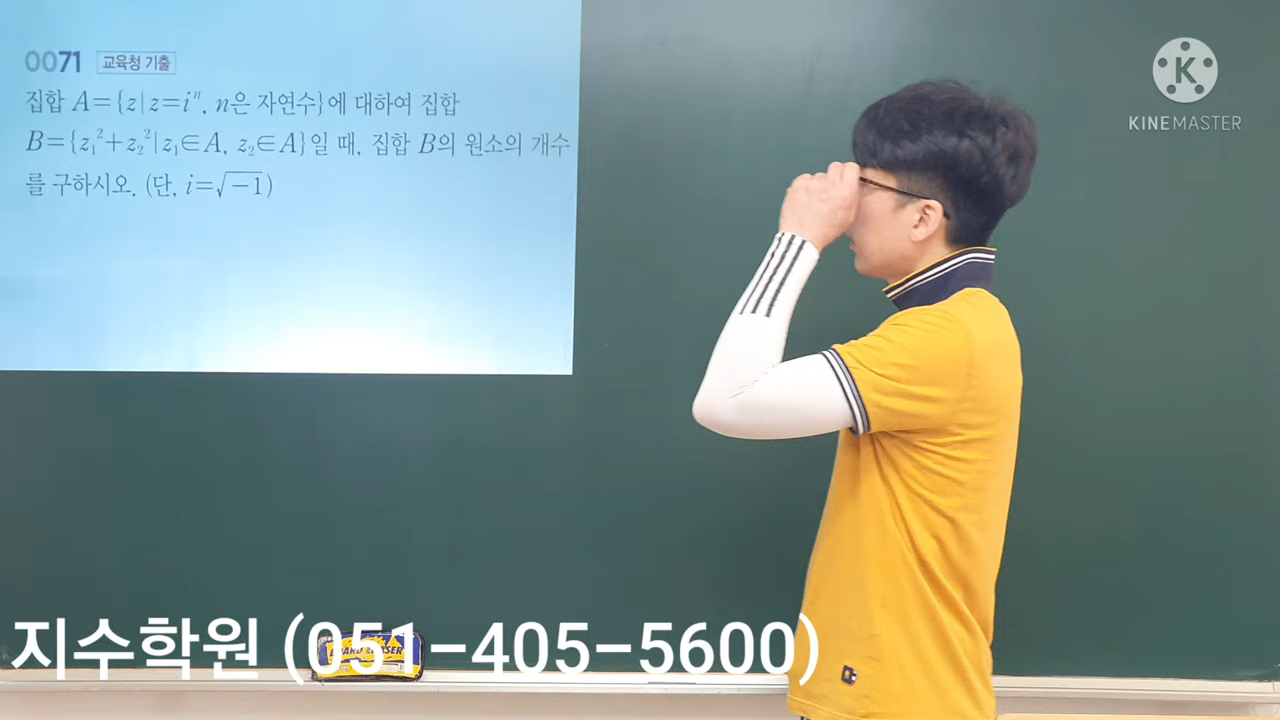 0071 교육청 기출
집합 A={z|z=iⁿ, n은 자연수}에 대하여 집합
B={z₁²+z₂²|z₁∈A, z₂∈A}일 때, 집합 B의 원소의 개수
를 구하시오. (단, i=√-1)
K
KINEMASTER
지수학원 (051-405-5600)